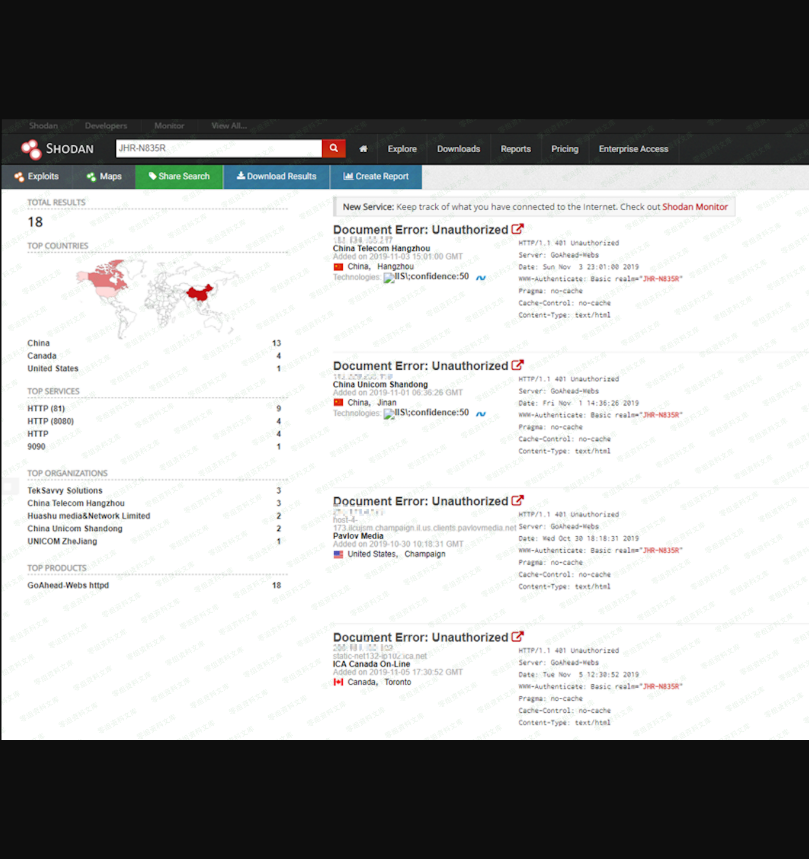 Shodan Developers Monitor View All...
SHODAN JHR-N835R Explore Downloads Reports Pricing Enterprise Access
Exploits Maps Share Search Download Results Create Report
TOTAL RESULTS
18
TOP COUNTRIES
China 13
Canada 4
United States 1
TOP SERVICES
HTTP (81) 9
HTTP (8080) 4
HTTP 4
9090 1
TOP ORGANIZATIONS
TekSavvy Solutions 3
China Telecom Hangzhou 3
Huashu media&Network Limited 2
China Unicom Shandong 2
UNICOM ZheJiang 1
TOP PRODUCTS
GoAhead-Webs httpd 18
New Service: Keep track of what you have connected to the Internet. Check out Shodan Monitor
Document Error: Unauthorized
China Telecom Hangzhou
Added on 2019-11-03 15:01:00 GMT
China, Hangzhou
Technologies: IIS\;confidence:50
HTTP/1.1 401 Unauthorized
Server: GoAhead-Webs
Date: Sun Nov 3 23:01:00 2019
WWW-Authenticate: Basic realm="JHR-N835R"
Pragma: no-cache
Cache-Control: no-cache
Content-Type: text/html
Document Error: Unauthorized
China Unicom Shandong
Added on 2019-11-01 06:36:26 GMT
China, Jinan
Technologies: IIS\;confidence:50
HTTP/1.1 401 Unauthorized
Server: GoAhead-Webs
Date: Fri Nov 1 14:36:26 2019
WWW-Authenticate: Basic realm="JHR-N835R"
Pragma: no-cache
Cache-Control: no-cache
Content-Type: text/html
Document Error: Unauthorized
host-4-
173.ilcujsm.champaign.il.us.clients.pavlovmedia.net
Pavlov Media
Added on 2019-10-30 10:18:31 GMT
United States, Champaign
HTTP/1.1 401 Unauthorized
Server: GoAhead-Webs
Date: Wed Oct 30 18:18:31 2019
WWW-Authenticate: Basic realm="JHR-N835R"
Pragma: no-cache
Cache-Control: no-cache
Content-Type: text/html
Document Error: Unauthorized
ICA Canada On-Line
Added on 2019-11-05 17:30:52 GMT
Canada, Toronto
HTTP/1.1 401 Unauthorized
Server: GoAhead-Webs
Date: Tue Nov 5 12:30:52 2019
WWW-Authenticate: Basic realm="JHR-N835R"
Pragma: no-cache
Cache-Control: no-cache
Content-Type: text/html